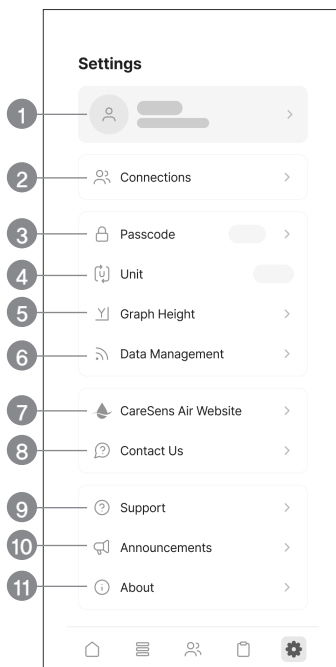 Settings
1
2 Connections
3 Passcode
4 Unit
5 Graph Height
6 Data Management
7 CareSens Air Website
8 Contact Us
9 Support
10 Announcements
11 About